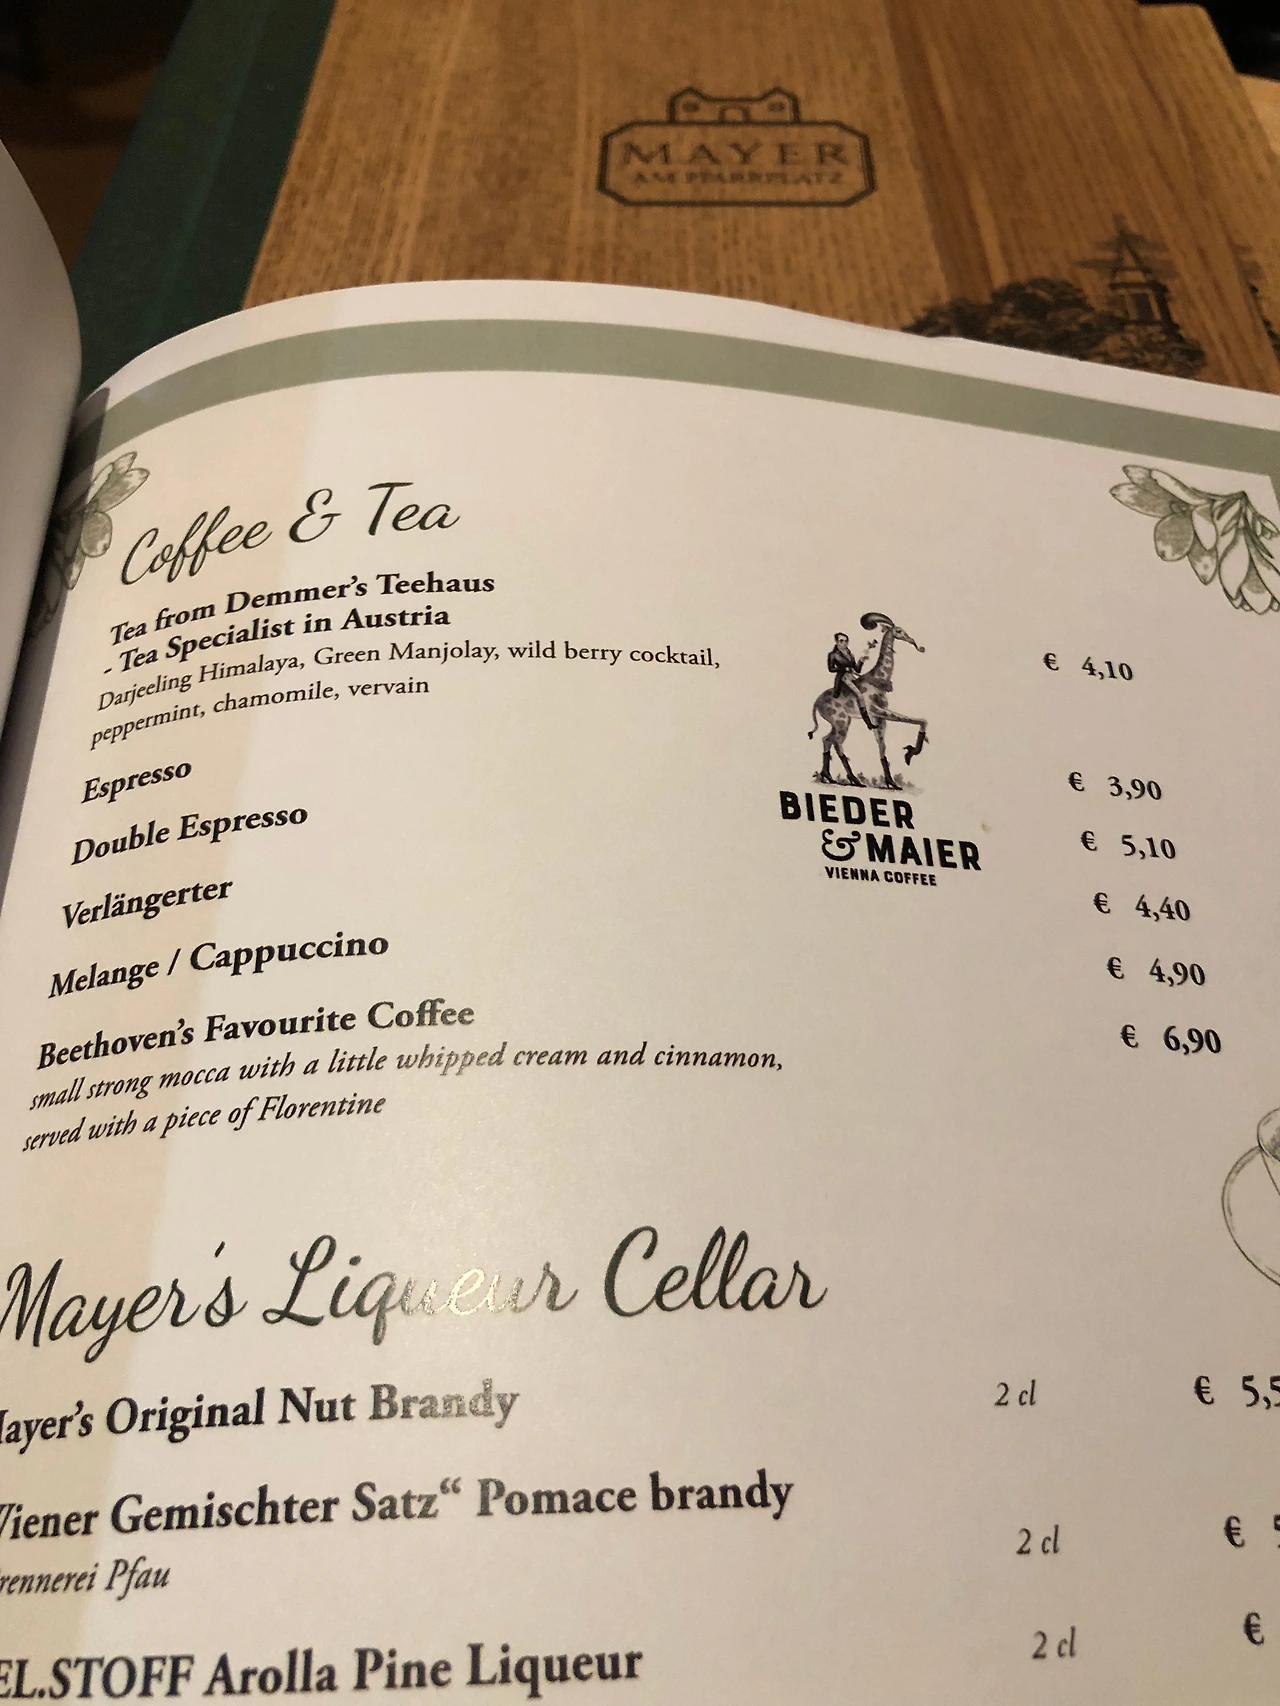 MAYER
AM PFARRPLATZ
Coffee & Tea
Tea from Demmer's Teehaus
- Tea Specialist in Austria
Darjeeling Himalaya, Green Manjolay, wild berry cocktail, € 4,10
peppermint, chamomile, vervain
Espresso € 3,90
Double Espresso € 5,10
Verlängerter € 4,40
Melange / Cappuccino € 4,90
Beethoven's Favourite Coffee € 6,90
small strong mocca with a little whipped cream and cinnamon,
served with a piece of Florentine
BIEDER
& MAIER
VIENNA COFFEE
Mayer's Liqueur Cellar
Original Nut Brandy 2 cl €
Gemischter Satz“ Pomace brandy 2 cl €
Pfau
Arolla Pine Liqueur 2 cl €